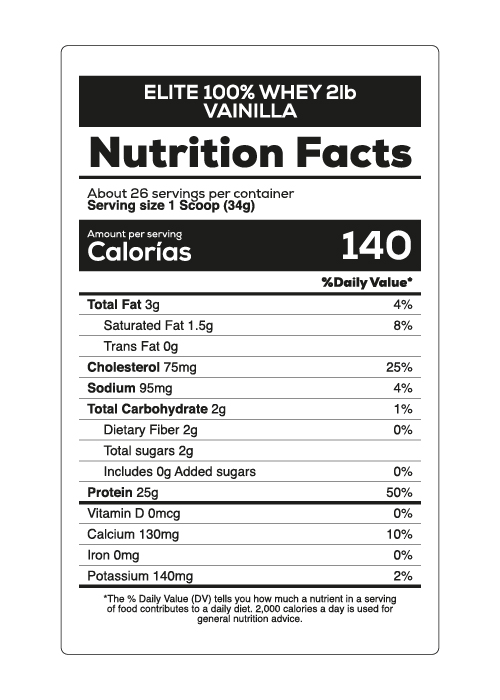 ELITE 100% WHEY 2lb
VAINILLA
Nutrition Facts
About 26 servings per container
Serving size 1 Scoop (34g)
Amount per serving
Calorías 140
%Daily Value*
Total Fat 3g 4%
Saturated Fat 1.5g 8%
Trans Fat 0g
Cholesterol 75mg 25%
Sodium 95mg 4%
Total Carbohydrate 2g 1%
Dietary Fiber 2g 0%
Total sugars 2g
Includes 0g Added sugars 0%
Protein 25g 50%
Vitamin D 0mcg 0%
Calcium 130mg 10%
Iron 0mg 0%
Potassium 140mg 2%
*The % Daily Value (DV) tells you how much a nutrient in a serving
of food contributes to a daily diet. 2,000 calories a day is used for
general nutrition advice.